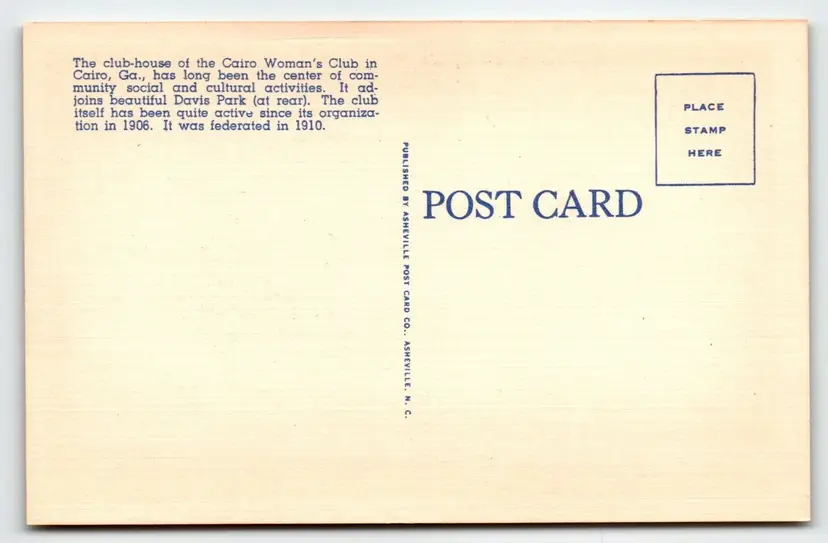 The club-house of the Cairo Woman's Club in
Cairo, Ga., has long been the center of com-
munity social and cultural activities. It ad-
joins beautiful Davis Park (at rear). The club
itself has been quite active since its organiza-
tion in 1906. It was federated in 1910.
PUBLISHED BY ASHEVILLE POST CARD CO., ASHEVILLE, N. C.
POST CARD
PLACE
STAMP
HERE